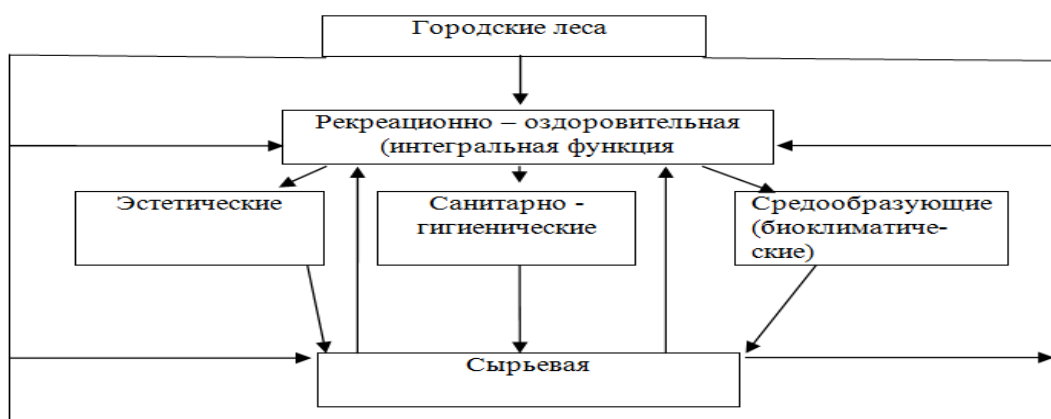 Городские леса
Рекреационно – оздоровительная
(интегральная функция
Эстетические
Санитарно -
гигиенические
Средообразующие
(биоклиматиче-
ские)
Сырьевая